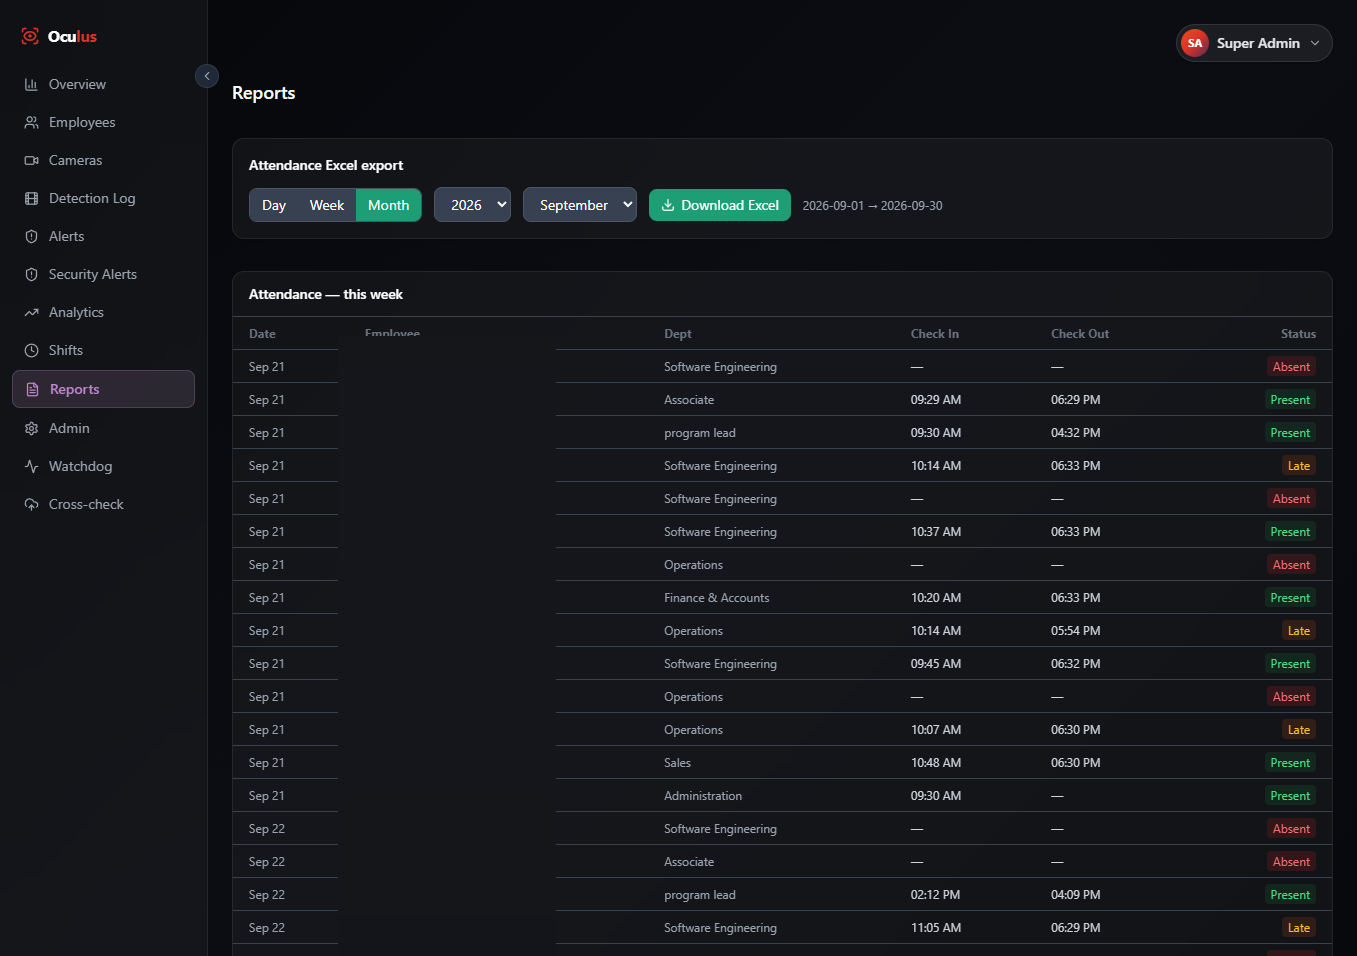 Oculus
SA Super Admin
Overview
Employees
Cameras
Detection Log
Alerts
Security Alerts
Analytics
Shifts
Reports
Admin
Watchdog
Cross-check
Reports
Attendance Excel export
Day Week Month 2026 September Download Excel 2026-09-01 → 2026-09-30
Attendance — this week
Date Employee Dept Check In Check Out Status
Sep 21 Software Engineering — — Absent
Sep 21 Associate 09:29 AM 06:29 PM Present
Sep 21 program lead 09:30 AM 04:32 PM Present
Sep 21 Software Engineering 10:14 AM 06:33 PM Late
Sep 21 Software Engineering — — Absent
Sep 21 Software Engineering 10:37 AM 06:33 PM Present
Sep 21 Operations — — Absent
Sep 21 Finance & Accounts 10:20 AM 06:33 PM Present
Sep 21 Operations 10:14 AM 05:54 PM Late
Sep 21 Software Engineering 09:45 AM 06:32 PM Present
Sep 21 Operations — — Absent
Sep 21 Operations 10:07 AM 06:30 PM Late
Sep 21 Sales 10:48 AM 06:30 PM Present
Sep 21 Administration 09:30 AM — Present
Sep 22 Software Engineering — — Absent
Sep 22 Associate — — Absent
Sep 22 program lead 02:12 PM 04:09 PM Present
Sep 22 Software Engineering 11:05 AM 06:29 PM Late